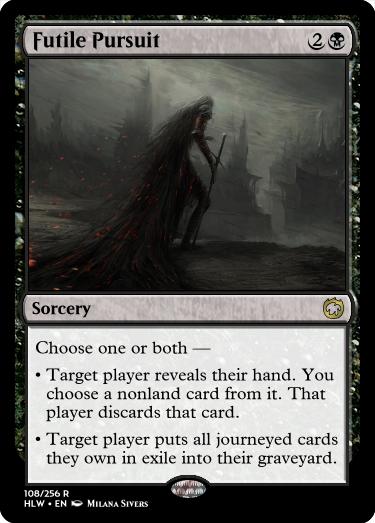 Futile Pursuit 2
Sorcery
Choose one or both —
• Target player reveals their hand. You
choose a nonland card from it. That
player discards that card.
• Target player puts all journeyed cards
they own in exile into their graveyard.
108/256 R
HLW • EN Milana Sivers